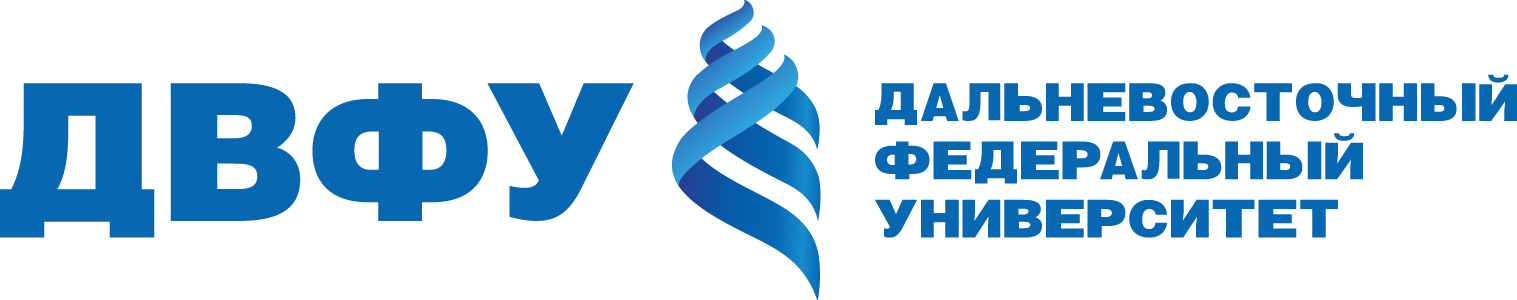 ДВФУ
ДАЛЬНЕВОСТОЧНЫЙ
ФЕДЕРАЛЬНЫЙ
УНИВЕРСИТЕТ